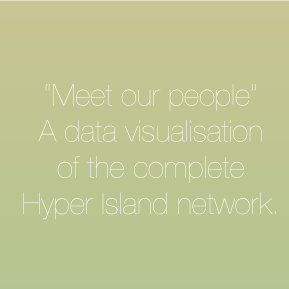 "Meet our people"
A data visualisation
of the complete
Hyper Island network.